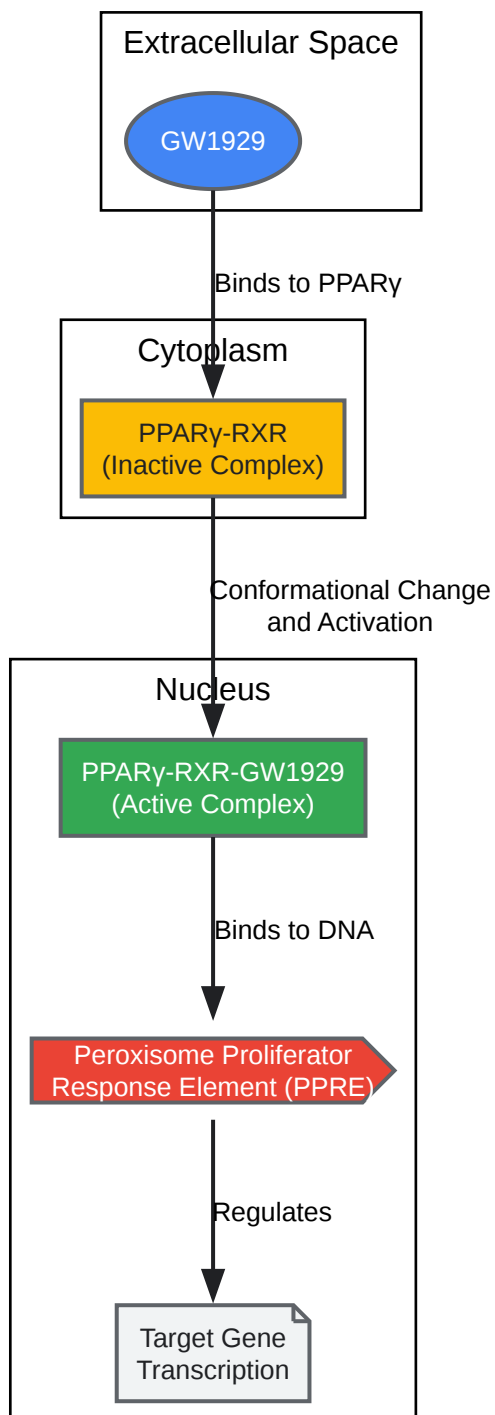 Extracellular Space
GW1929
Binds to PPARγ
Cytoplasm
PPARγ-RXR
(Inactive Complex)
Conformational Change
and Activation
Nucleus
PPARγ-RXR-GW1929
(Active Complex)
Binds to DNA
Peroxisome Proliferator
Response Element (PPRE)
Regulates
Target Gene
Transcription